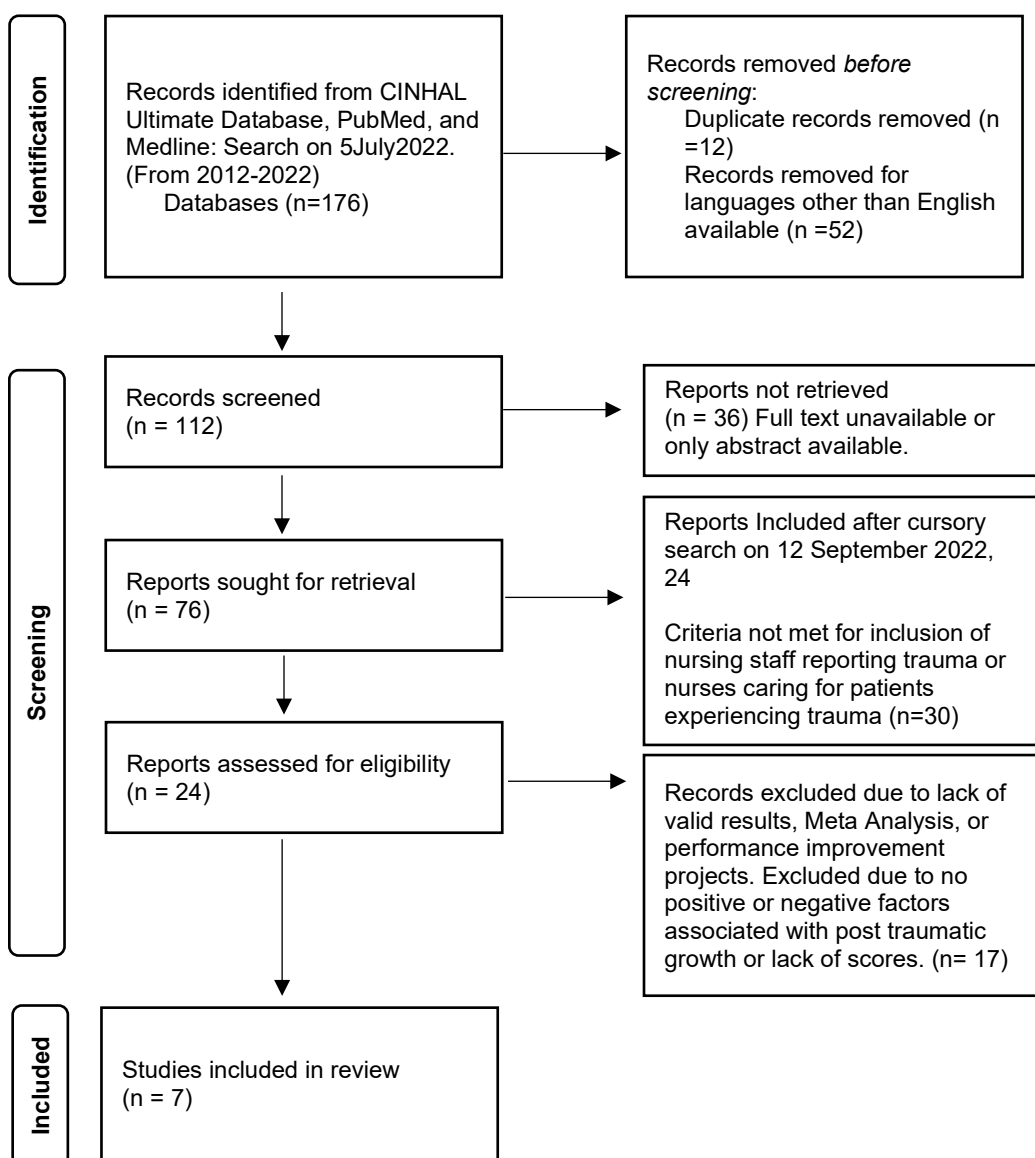 Identification
Records identified from CINHAL
Ultimate Database, PubMed, and
Medline: Search on 5July2022.
(From 2012-2022)
Databases (n=176)
Records removed before
screening:
Duplicate records removed (n
=12)
Records removed for
languages other than English
available (n =52)
Screening
Records screened
(n = 112)
Reports not retrieved
(n = 36) Full text unavailable or
only abstract available.
Reports sought for retrieval
(n = 76)
Reports Included after cursory
search on 12 September 2022,
24
Criteria not met for inclusion of
nursing staff reporting trauma or
nurses caring for patients
experiencing trauma (n=30)
Reports assessed for eligibility
(n = 24)
Records excluded due to lack of
valid results, Meta Analysis, or
performance improvement
projects. Excluded due to no
positive or negative factors
associated with post traumatic
growth or lack of scores. (n= 17)
Included
Studies included in review
(n = 7)